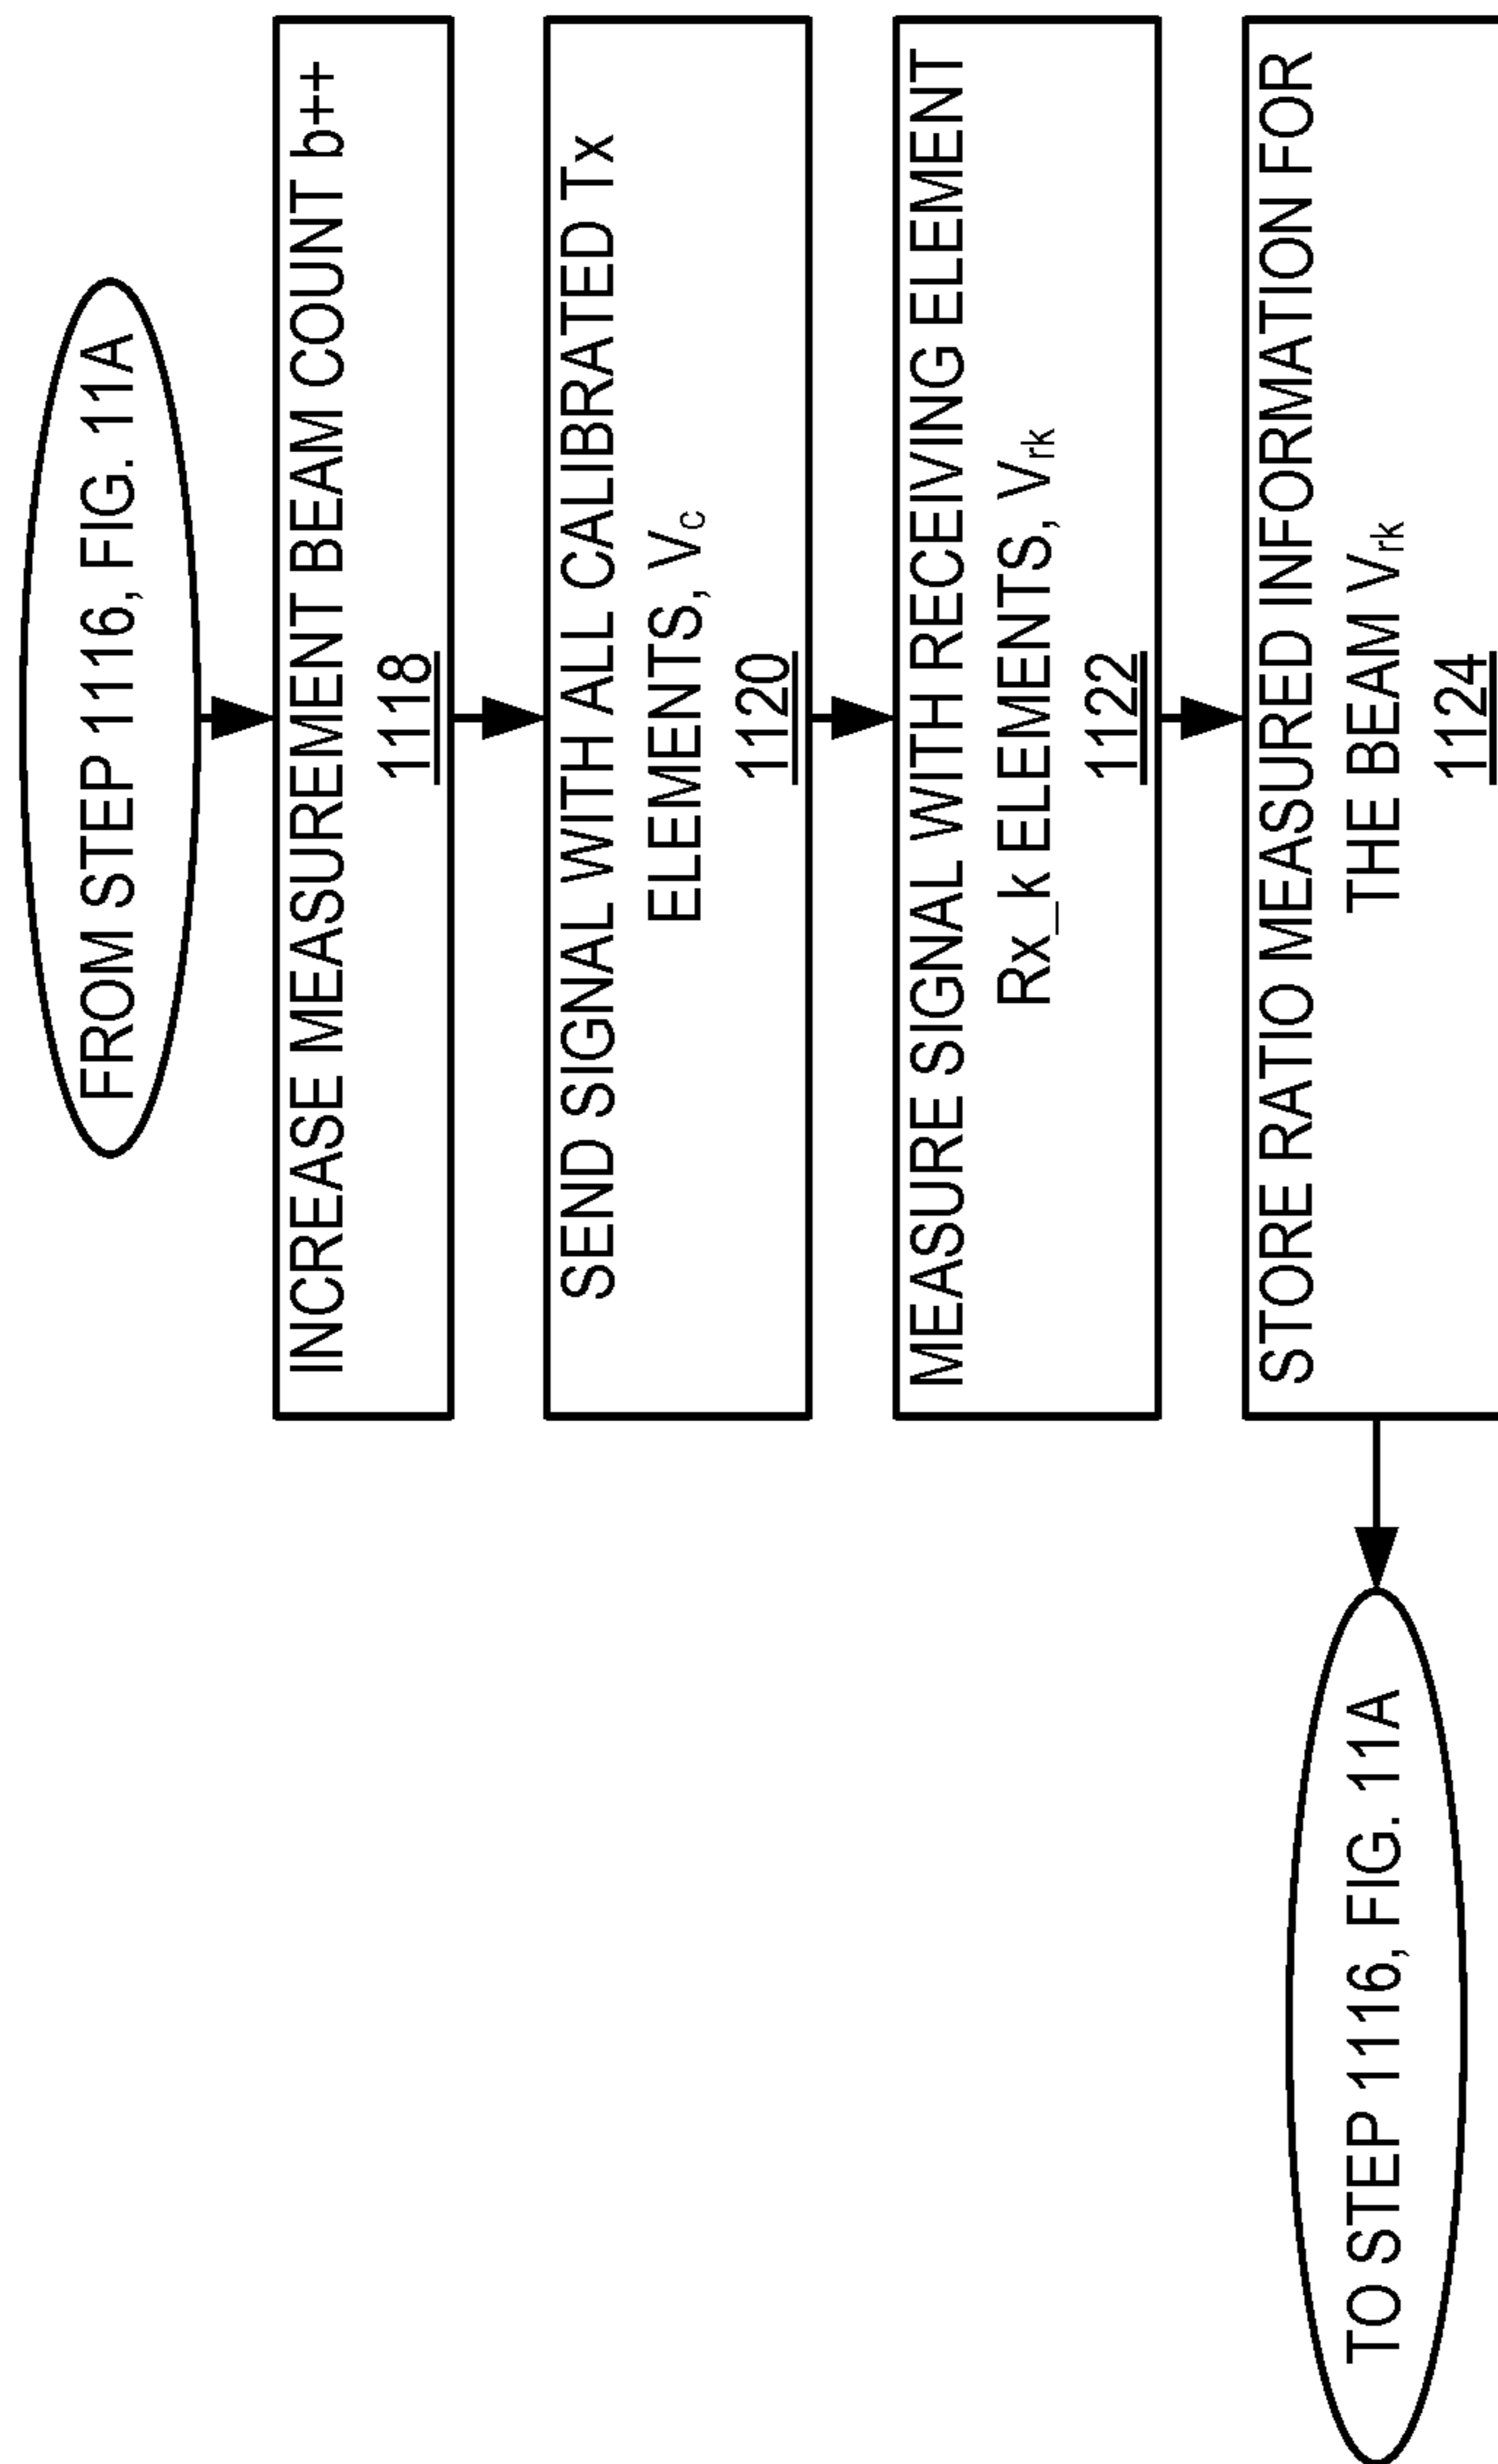 FROM STEP 1116, FIG. 11A
INCREASE MEASUREMENT BEAM COUNT b++
1118
SEND SIGNAL WITH ALL CALIBRATED Tx
ELEMENTS, Vc
1120
MEASURE SIGNAL WITH RECEIVING ELEMENT
Rx_k ELEMENTS, Vrk
1122
STORE RATIO MEASURED INFORMATION FOR
THE BEAM Vrk
1124
TO STEP 1116, FIG. 11A